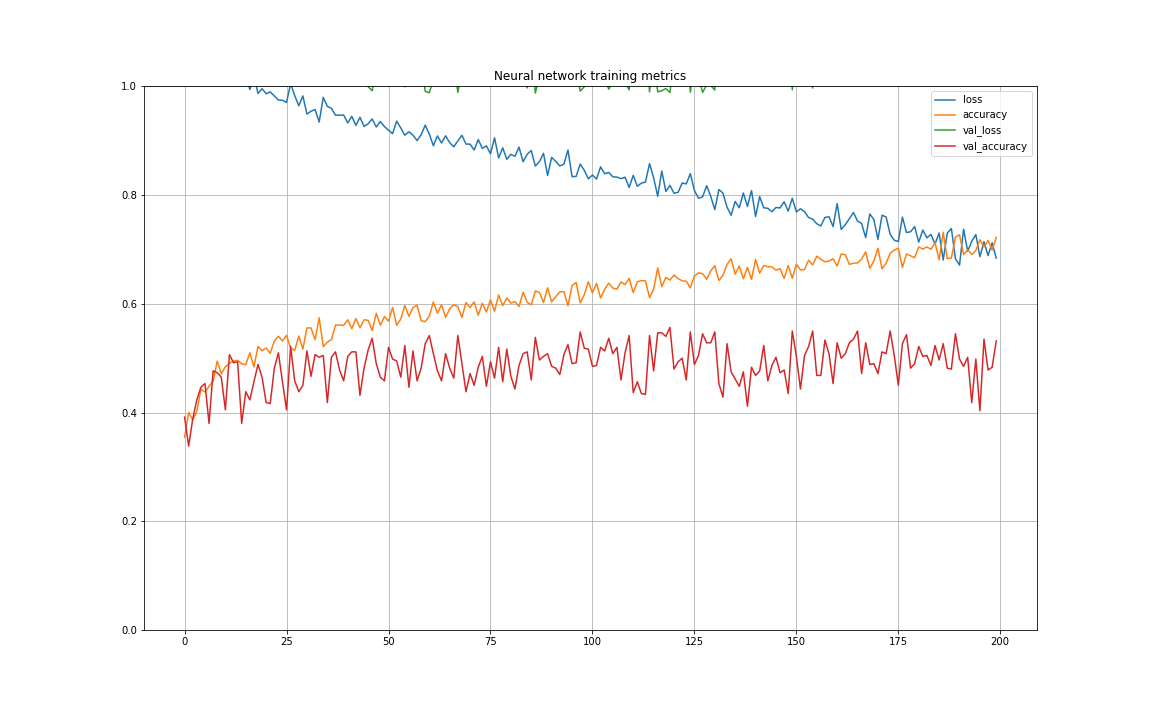 Neural network training metrics
1.0
0.8
0.6
0.4
0.2
0.0
loss
accuracy
val_loss
val_accuracy
0 25 50 75 100 125 150 175 200